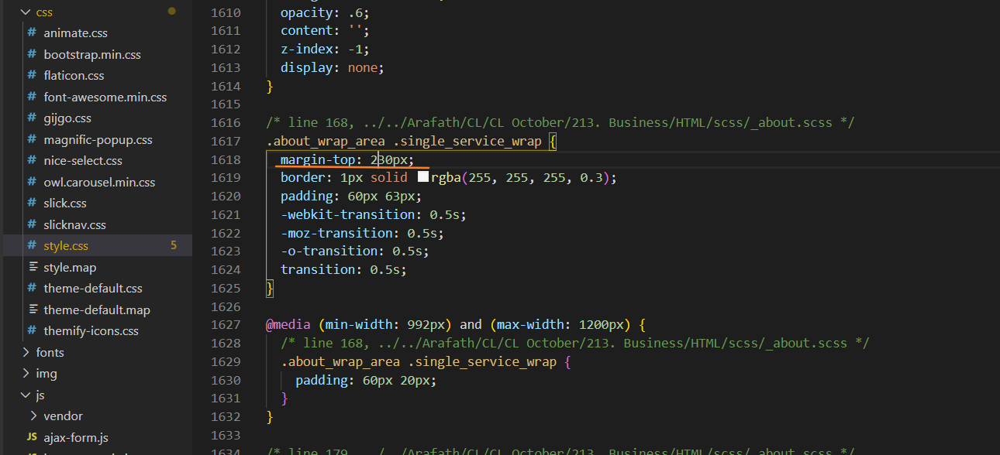 css
animate.css
bootstrap.min.css
flaticon.css
font-awesome.min.css
gijgo.css
magnific-popup.css
nice-select.css
owl.carousel.min.css
slick.css
slicknav.css
style.css 5
style.map
theme-default.css
theme-default.map
themify-icons.css
fonts
img
js
vendor
JS ajax-form.js
1610 opacity: .6;
1611 content: '';
1612 z-index: -1;
1613 display: none;
1614 }
1615
1616 /* line 168, ../../Arafath/CL/CL October/213. Business/HTML/scss/_about.scss */
1617 .about_wrap_area .single_service_wrap {
1618 margin-top: 230px;
1619 border: 1px solid rgba(255, 255, 255, 0.3);
1620 padding: 60px 63px;
1621 -webkit-transition: 0.5s;
1622 -moz-transition: 0.5s;
1623 -o-transition: 0.5s;
1624 transition: 0.5s;
1625 }
1626
1627 @media (min-width: 992px) and (max-width: 1200px) {
1628 /* line 168, ../../Arafath/CL/CL October/213. Business/HTML/scss/_about.scss */
1629 .about_wrap_area .single_service_wrap {
1630 padding: 60px 20px;
1631 }
1632 }
1633
1634 /* line 179, ../../Arafath/CL/CL October/213. Business/HTML/scss/_about.scss */